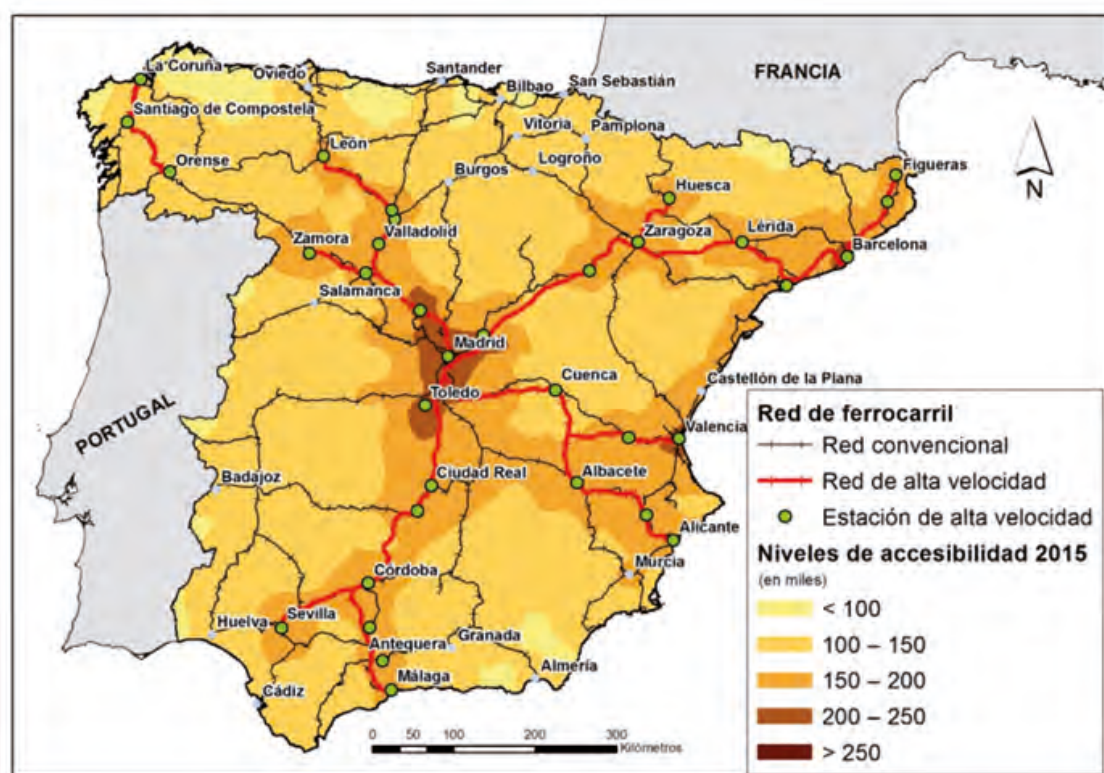 La Coruña
Oviedo
Santander
San Sebastián
FRANCIA
Bilbao
Santiago de Compostela
Vitoria
Pamplona
León
Logroño
Figueras
Orense
Burgos
Huesca
N
Zamora
Valladolid
Zaragoza
Lérida
Barcelona
Salamanca
Madrid
Cuenca
Castellón de la Plana
Toledo
PORTUGAL
Valencia
Badajoz
Ciudad Real
Albacete
Alicante
Córdoba
Murcia
Huelva
Sevilla
Antequera
Granada
Almería
Cádiz
Málaga
0 50 100 200 300
Kilómetros
Red de ferrocarril
Red convencional
Red de alta velocidad
Estación de alta velocidad
Niveles de accesibilidad 2015
(en miles)
< 100
100 – 150
150 – 200
200 – 250
> 250